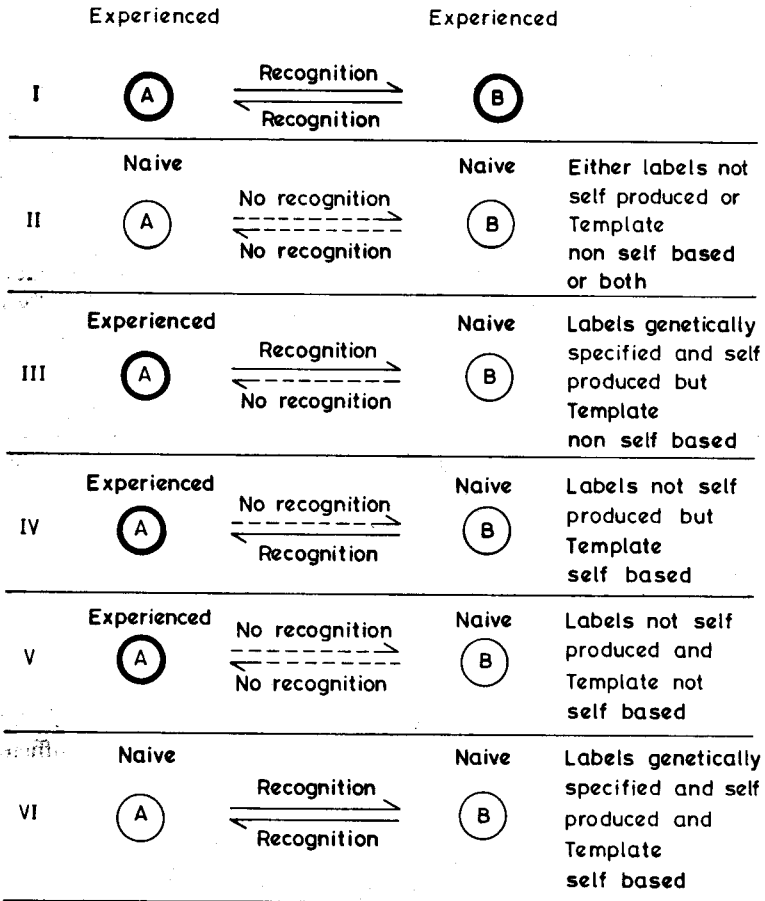 Experienced Experienced
Recognition
I A B
Recognition
Naive Naive Either labels not
No recognition self produced or
II A B Template
No recognition non self based
or both
Experienced Naive Labels genetically
Recognition specified and self
III A B produced but
No recognition Template
non self based
Experienced Naive Labels not self
No recognition produced but
IV A B Template
Recognition self based
Experienced Naive Labels not self
No recognition produced and
V A B Template not
No recognition self based
Naive Naive Labels genetically
Recognition specified and self
VI A B produced and
Recognition Template
self based